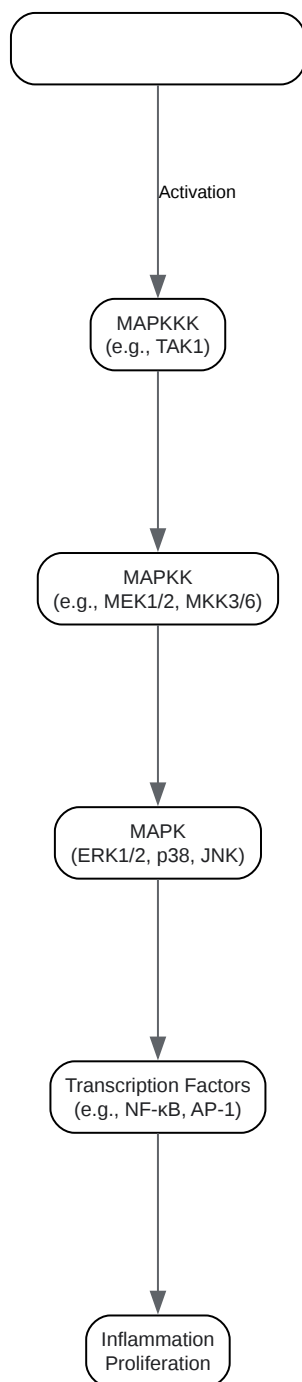 Activation
MAPKKK
(e.g., TAK1)
MAPKK
(e.g., MEK1/2, MKK3/6)
MAPK
(ERK1/2, p38, JNK)
Transcription Factors
(e.g., NF-κB, AP-1)
Inflammation
Proliferation